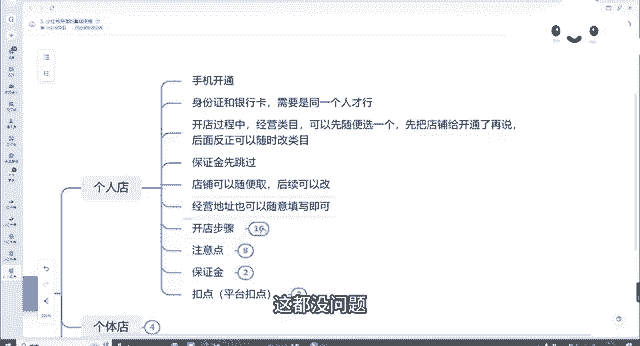 手机开通
身份证和银行卡，需要是同一个人才行
开店过程中，经营类目，可以先随便选一个，先把店铺给开通了再说，
后面反正可以随时改类目
保证金先跳过
个人店
店铺可以随便取，后续可以改
经营地址也可以随意填写即可
开店步骤 16
注意点 8
保证金 2
扣点（平台扣点）
这都没问题
个体店 4